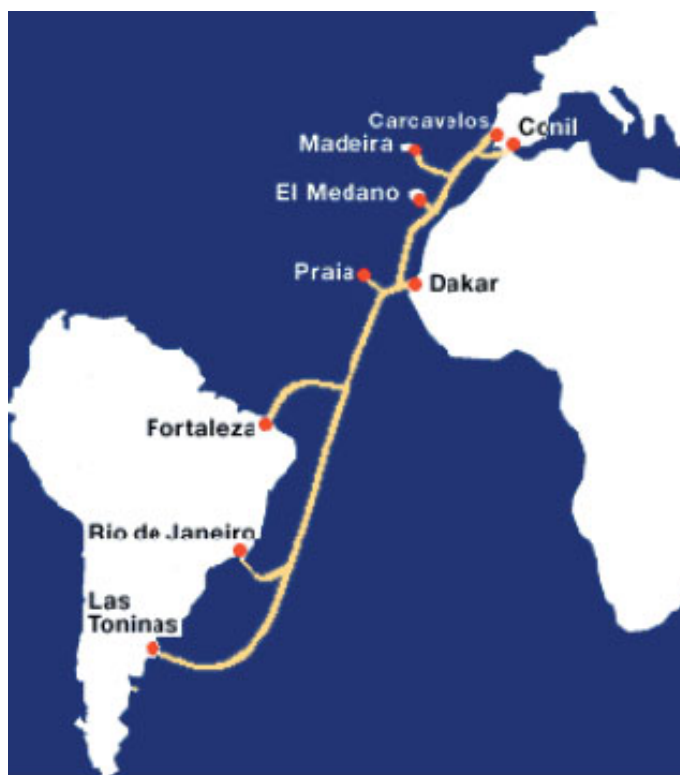 Carcavelos
Conil
Madeira
El Medano
Praia
Dakar
Fortaleza
Rio de Janeiro
Las
Toninas